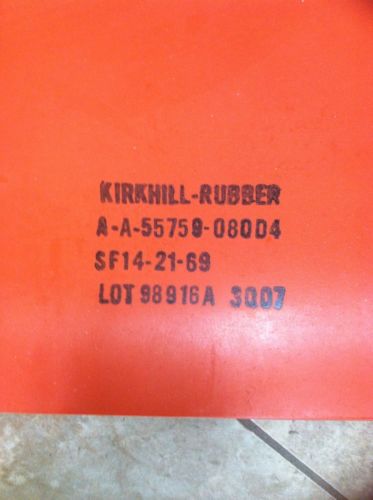 KIRKHILL-RUBBER
A-A-55759-080D4
SF14-21-69
LOT 98916A 3Q07